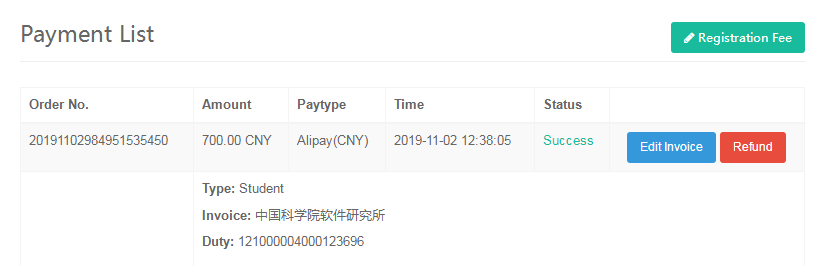 Payment List
Registration Fee
Order No. Amount Paytype Time Status
20191102984951535450 700.00 CNY Alipay(CNY) 2019-11-02 12:38:05 Success Edit Invoice Refund
Type: Student
Invoice: 中国科学院软件研究所
Duty: 121000004000123696